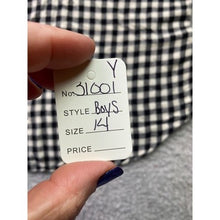 Y
No. 31001
STYLE Boys
SIZE 14
PRICE